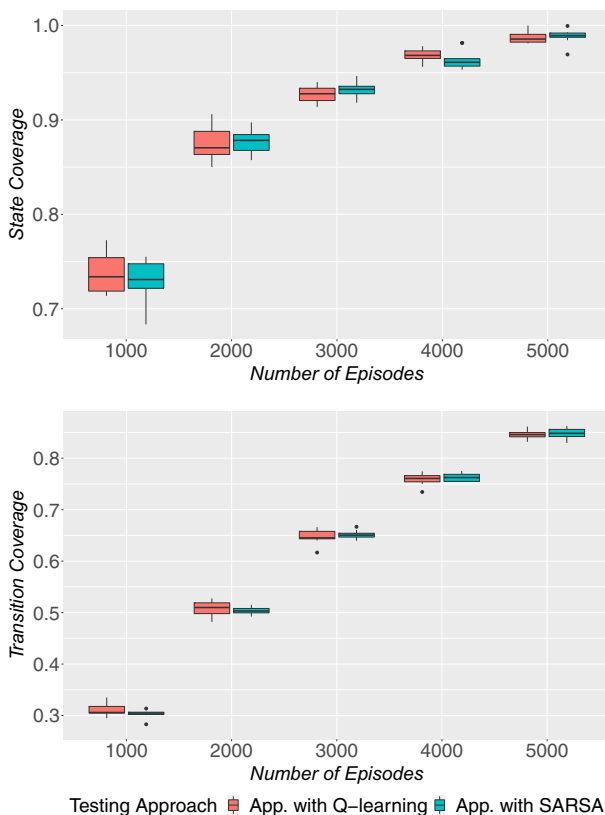 1.0
0.9
0.8
0.7
State Coverage
1000 2000 3000 4000 5000
Number of Episodes
0.8
0.7
0.6
0.5
0.4
0.3
Transition Coverage
1000 2000 3000 4000 5000
Number of Episodes
Testing Approach App. with Q−learning App. with SARSA